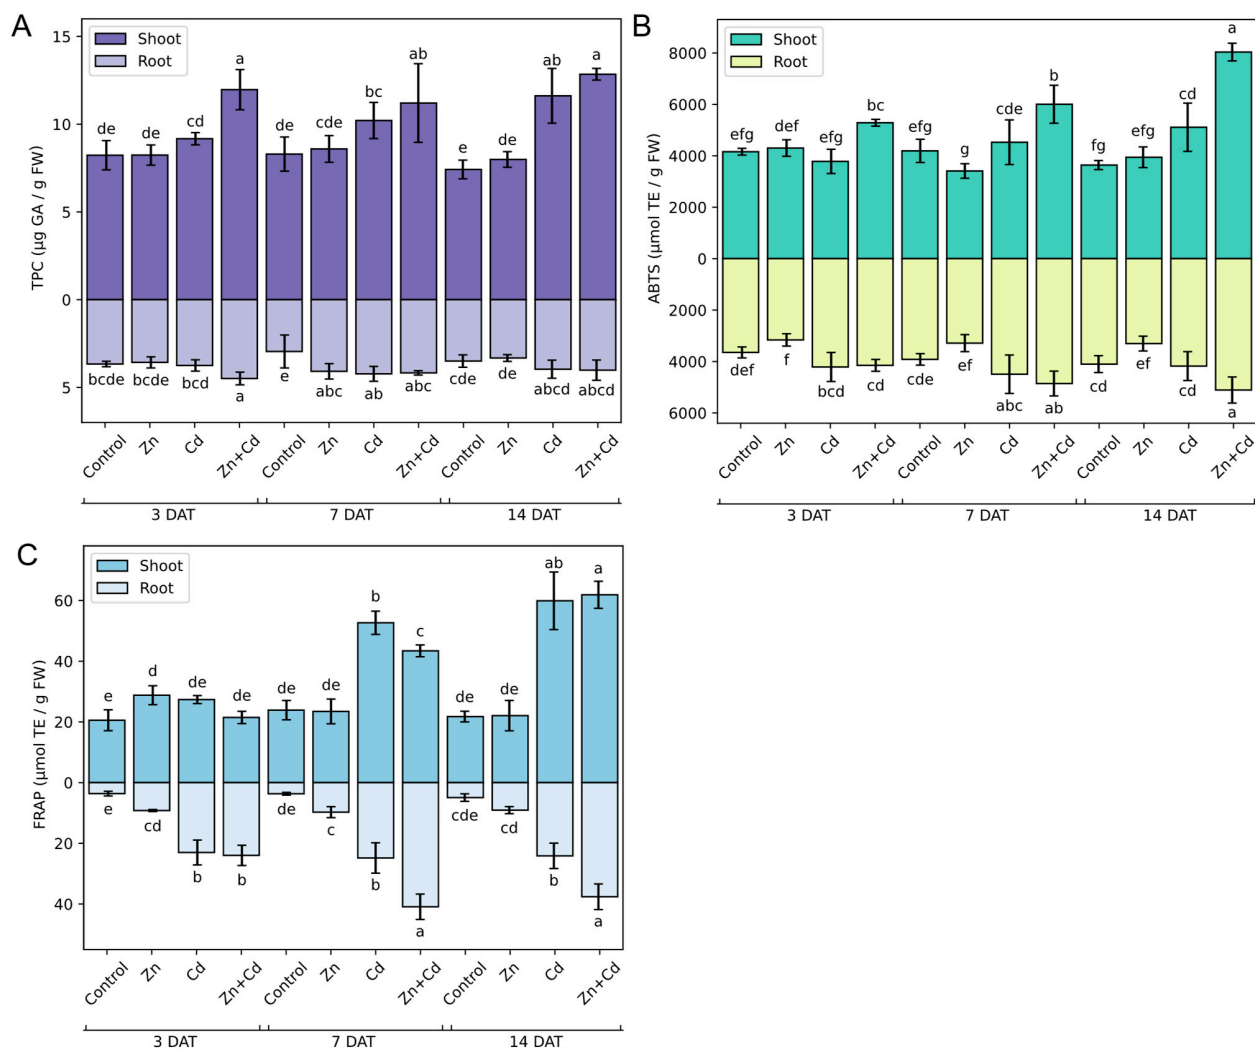 A
Shoot
Root
TPC (µg GA / g FW)
15
10
5
0
5
de
de
cd
a
de
cde
bc
ab
e
de
ab
a
bcde
bcde
bcd
a
e
abc
ab
abc
cde
de
abcd
abcd
Control
Zn
Cd
Zn+Cd
Control
Zn
Cd
Zn+Cd
Control
Zn
Cd
Zn+Cd
3 DAT
7 DAT
14 DAT
B
Shoot
Root
ABTS (µmol TE / g FW)
8000
6000
4000
2000
0
2000
4000
6000
efg
def
efg
bc
efg
g
cde
b
fg
efg
cd
a
def
f
bcd
cd
cde
ef
abc
ab
cd
ef
cd
a
Control
Zn
Cd
Zn+Cd
Control
Zn
Cd
Zn+Cd
Control
Zn
Cd
Zn+Cd
3 DAT
7 DAT
14 DAT
C
Shoot
Root
FRAP (µmol TE / g FW)
60
40
20
0
20
40
e
d
de
de
de
de
b
c
de
de
ab
a
e
cd
b
b
de
c
b
a
cde
cd
b
a
Control
Zn
Cd
Zn+Cd
Control
Zn
Cd
Zn+Cd
Control
Zn
Cd
Zn+Cd
3 DAT
7 DAT
14 DAT